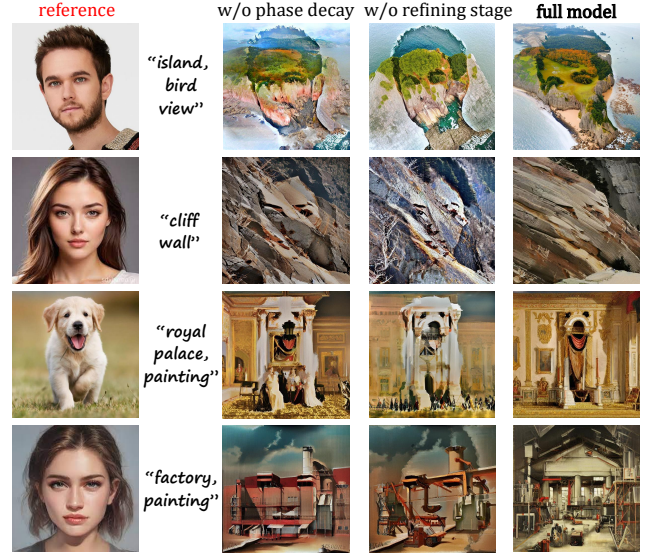 reference
w/o phase decay
w/o refining stage
full model
“island,
bird
view”
“cliff
wall”
“royal
palace,
painting”
“factory,
painting”